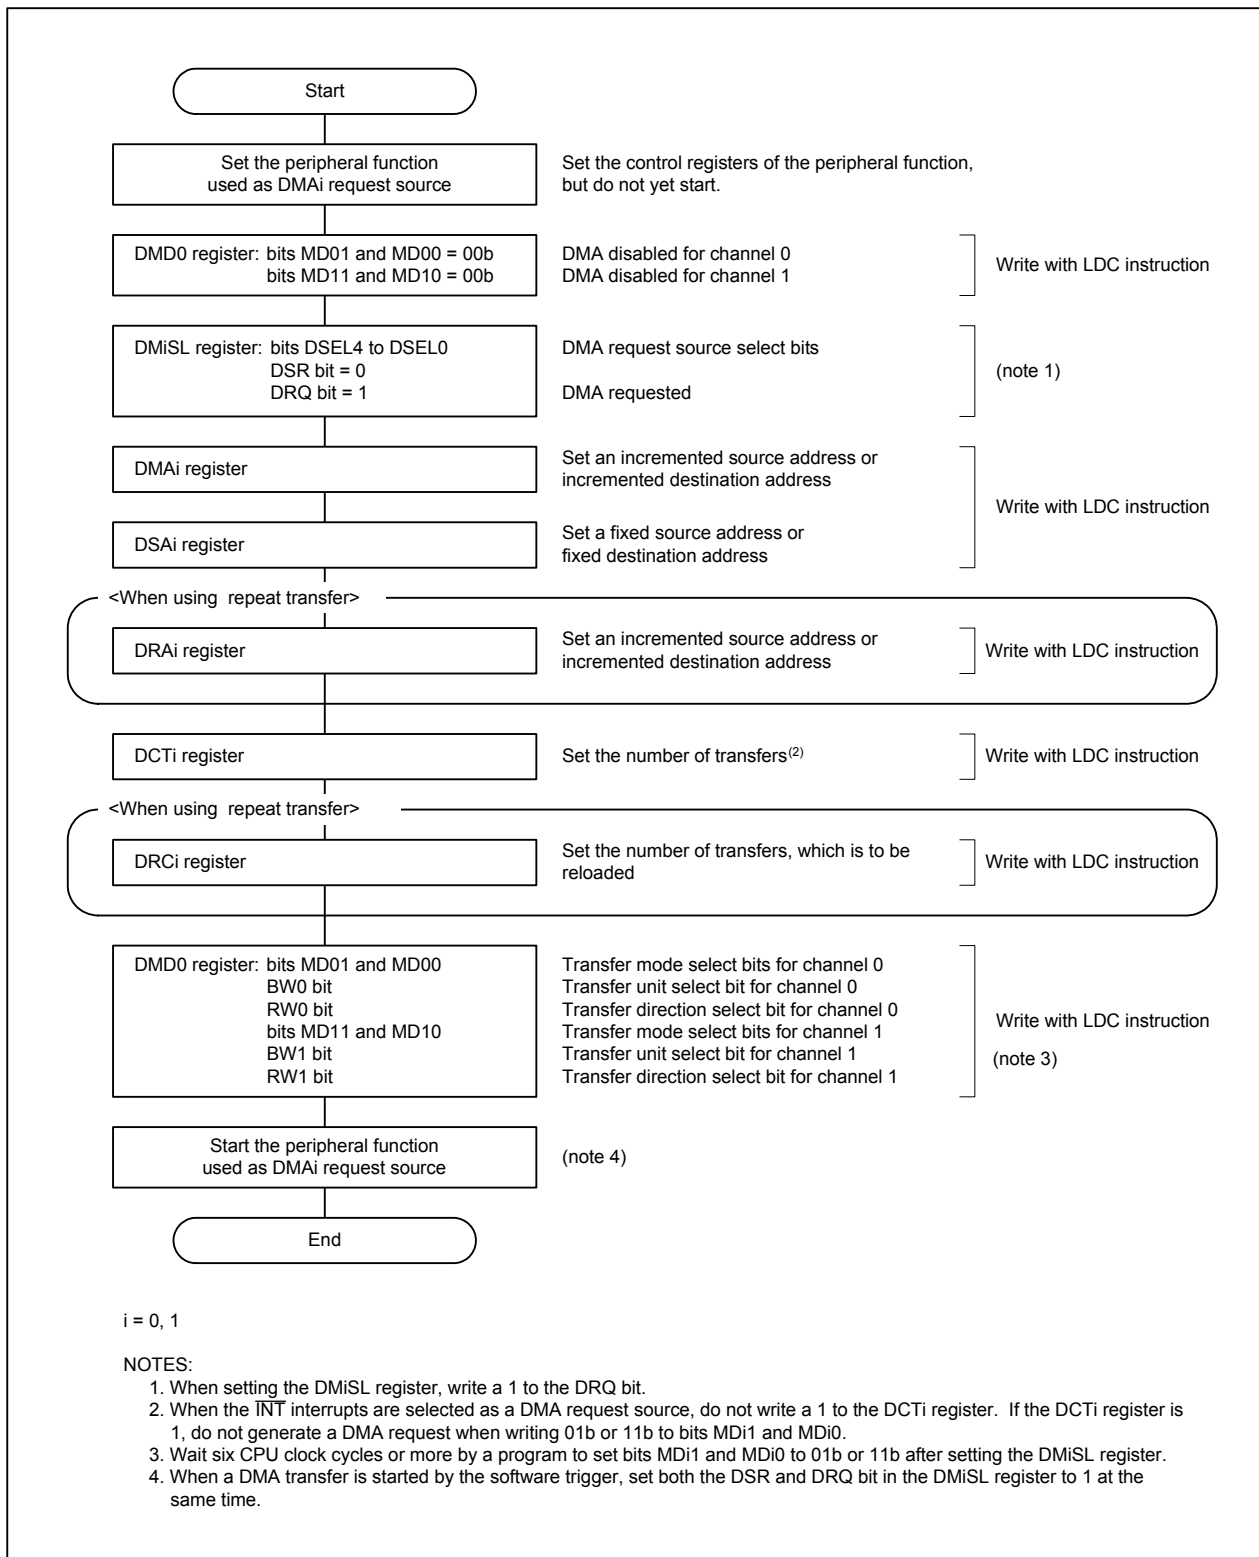 Start
Set the peripheral function
used as DMAi request source
Set the control registers of the peripheral function,
but do not yet start.
DMD0 register: bits MD01 and MD00 = 00b
bits MD11 and MD10 = 00b
DMA disabled for channel 0
DMA disabled for channel 1
Write with LDC instruction
DMiSL register: bits DSEL4 to DSEL0
DSR bit = 0
DRQ bit = 1
DMA request source select bits
DMA requested
(note 1)
DMAi register
Set an incremented source address or
incremented destination address
Write with LDC instruction
DSAi register
Set a fixed source address or
fixed destination address
<When using repeat transfer>
DRAi register
Set an incremented source address or
incremented destination address
Write with LDC instruction
DCTi register
Set the number of transfers(2)
Write with LDC instruction
<When using repeat transfer>
DRCi register
Set the number of transfers, which is to be
reloaded
Write with LDC instruction
DMD0 register: bits MD01 and MD00
BW0 bit
RW0 bit
bits MD11 and MD10
BW1 bit
RW1 bit
Transfer mode select bits for channel 0
Transfer unit select bit for channel 0
Transfer direction select bit for channel 0
Transfer mode select bits for channel 1
Transfer unit select bit for channel 1
Transfer direction select bit for channel 1
Write with LDC instruction
(note 3)
Start the peripheral function
used as DMAi request source
(note 4)
End
i = 0, 1
NOTES:
1. When setting the DMiSL register, write a 1 to the DRQ bit.
2. When the INT interrupts are selected as a DMA request source, do not write a 1 to the DCTi register. If the DCTi register is
1, do not generate a DMA request when writing 01b or 11b to bits MDi1 and MDi0.
3. Wait six CPU clock cycles or more by a program to set bits MDi1 and MDi0 to 01b or 11b after setting the DMiSL register.
4. When a DMA transfer is started by the software trigger, set both the DSR and DRQ bit in the DMiSL register to 1 at the
same time.